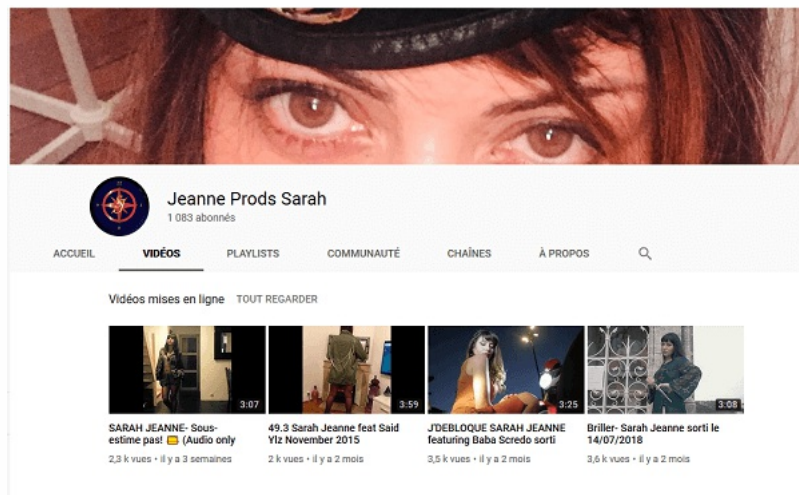 Jeanne Prods Sarah
1 083 abonnés
ACCUEIL VIDÉOS PLAYLISTS COMMUNAUTÉ CHAÎNES À PROPOS
Vidéos mises en ligne TOUT REGARDER
3:07 3:59 3:25 3:08
SARAH JEANNE- Sous-
estime pas! (Audio only
2,3 k vues • il y a 3 semaines
49.3 Sarah Jeanne feat Said
Ylz November 2015
2 k vues • il y a 2 mois
J'DEBLOQUE SARAH JEANNE
featuring Baba Scredo sorti
3,5 k vues • il y a 2 mois
Briller- Sarah Jeanne sorti le
14/07/2018
3,6 k vues • il y a 2 mois